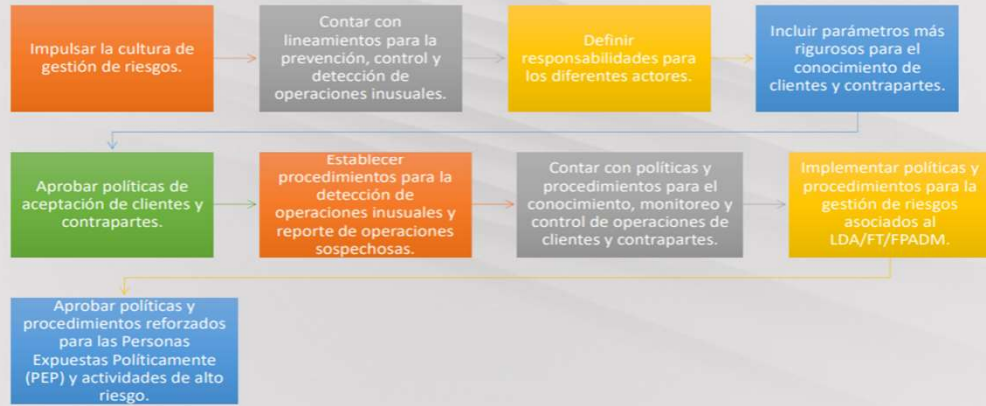 Impulsar la cultura de
gestión de riesgos.
Contar con
lineamientos para la
prevención, control y
detección de
operaciones inusuales.
Definir
responsabilidades para
los diferentes actores.
Incluir parámetros más
rigurosos para el
conocimiento de
clientes y contrapartes.
Aprobar políticas de
aceptación de clientes y
contrapartes.
Establecer
procedimientos para la
detección de
operaciones inusuales y
reporte de operaciones
sospechosas.
Contar con políticas y
procedimientos para el
conocimiento, monitoreo y
control de operaciones de
clientes y contrapartes.
Implementar políticas y
procedimientos para la
gestión de riesgos
asociados al
LDA/FT/FPADM.
Aprobar políticas y
procedimientos reforzados
para las Personas
Expuestas Políticamente
(PEP) y actividades de alto
riesgo.